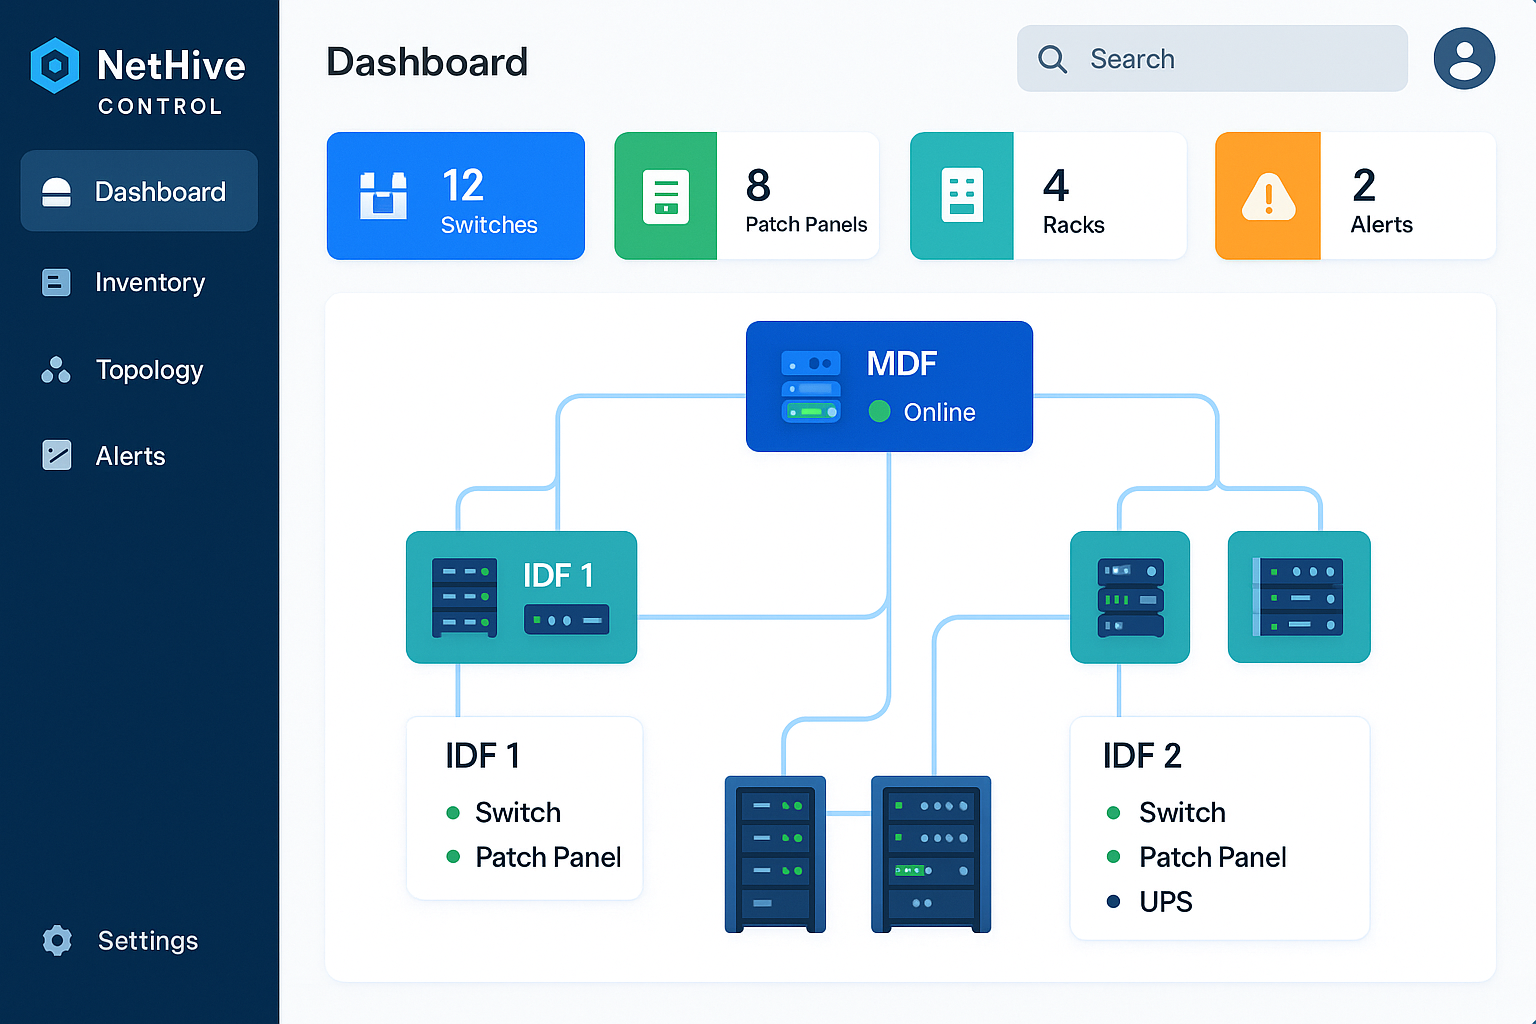 NetHive
CONTROL
Dashboard
Inventory
Topology
Alerts
Settings
Dashboard
Search
12
Switches
8
Patch Panels
4
Racks
2
Alerts
MDF
Online
IDF 1
IDF 1
Switch
Patch Panel
IDF 2
Switch
Patch Panel
UPS